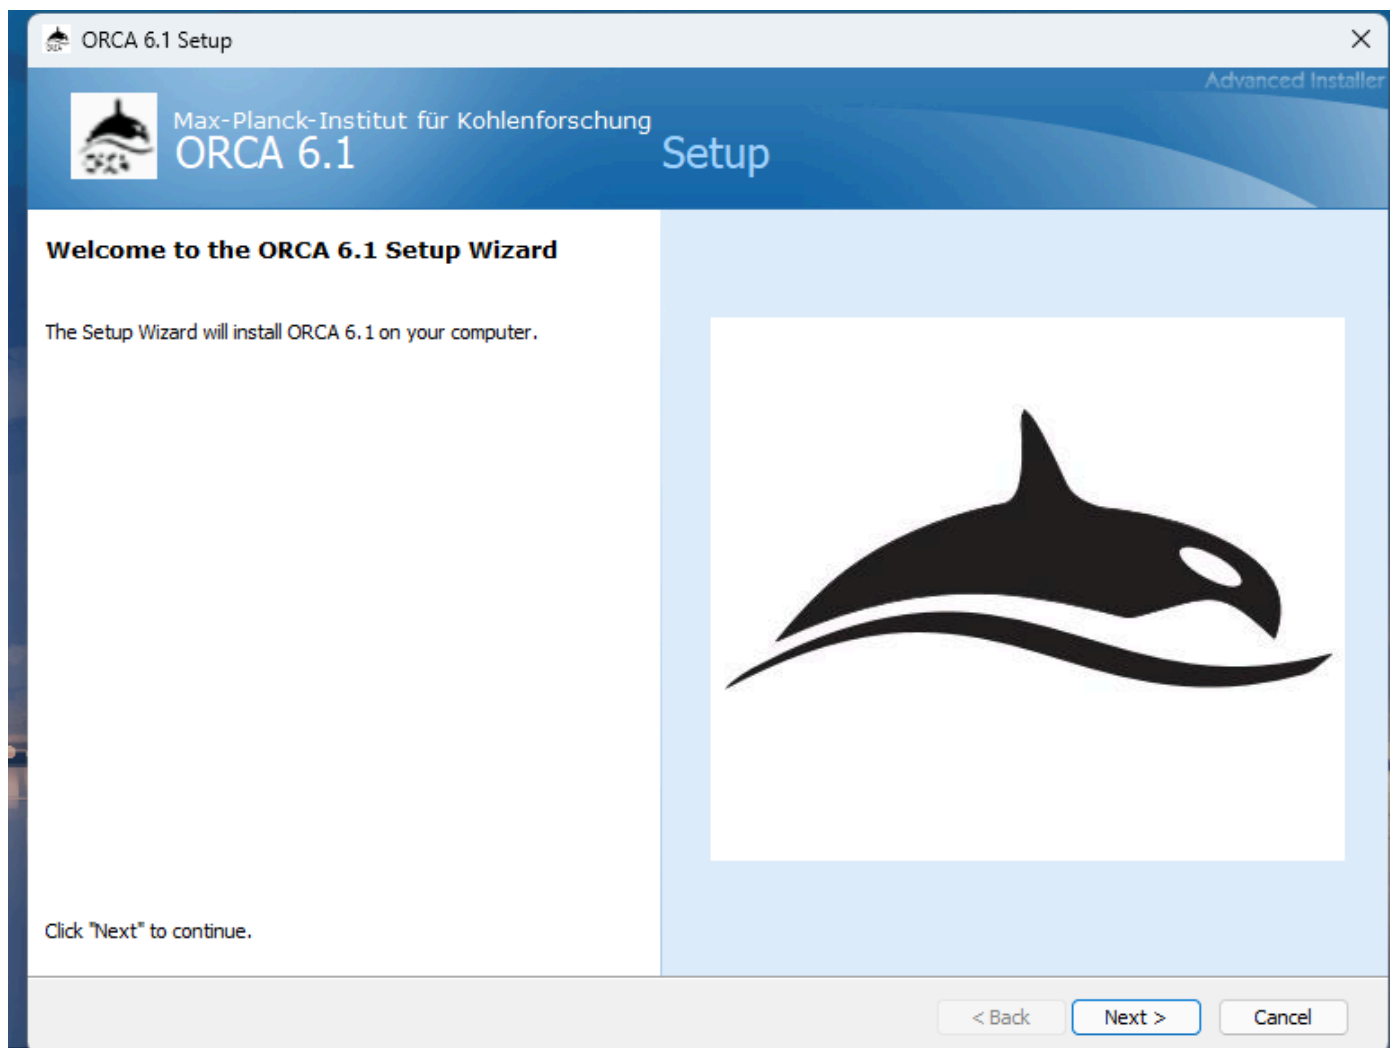 ORCA 6.1 Setup
Advanced Installer
Max-Planck-Institut für Kohlenforschung
ORCA 6.1 Setup
Welcome to the ORCA 6.1 Setup Wizard
The Setup Wizard will install ORCA 6.1 on your computer.
Click "Next" to continue.
< Back Next > Cancel